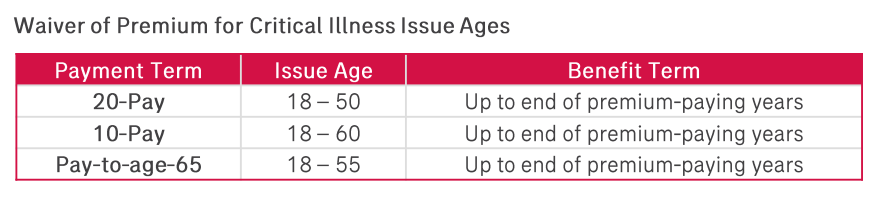 Waiver of Premium for Critical Illness Issue Ages
Payment Term Issue Age Benefit Term
20-Pay 18 – 50 Up to end of premium-paying years
10-Pay 18 – 60 Up to end of premium-paying years
Pay-to-age-65 18 – 55 Up to end of premium-paying years